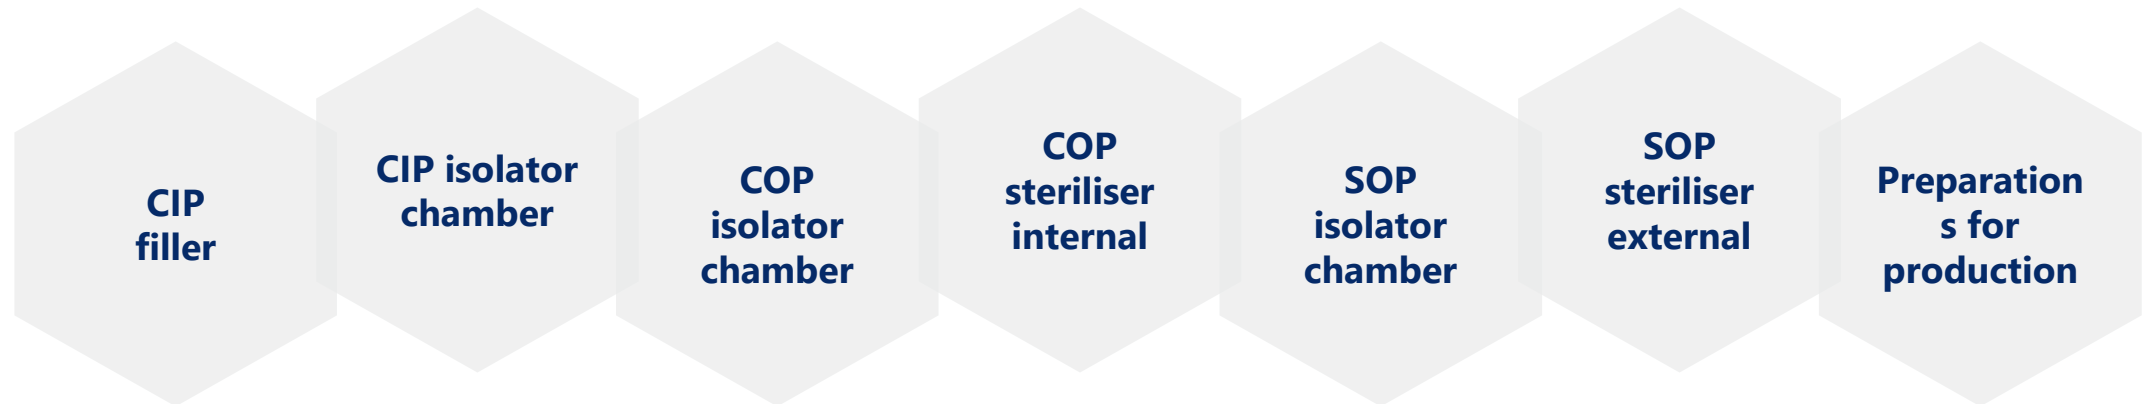 CIP
filler
CIP isolator
chamber
COP
isolator
chamber
COP
steriliser
internal
SOP
isolator
chamber
SOP
steriliser
external
Preparation
s for
production